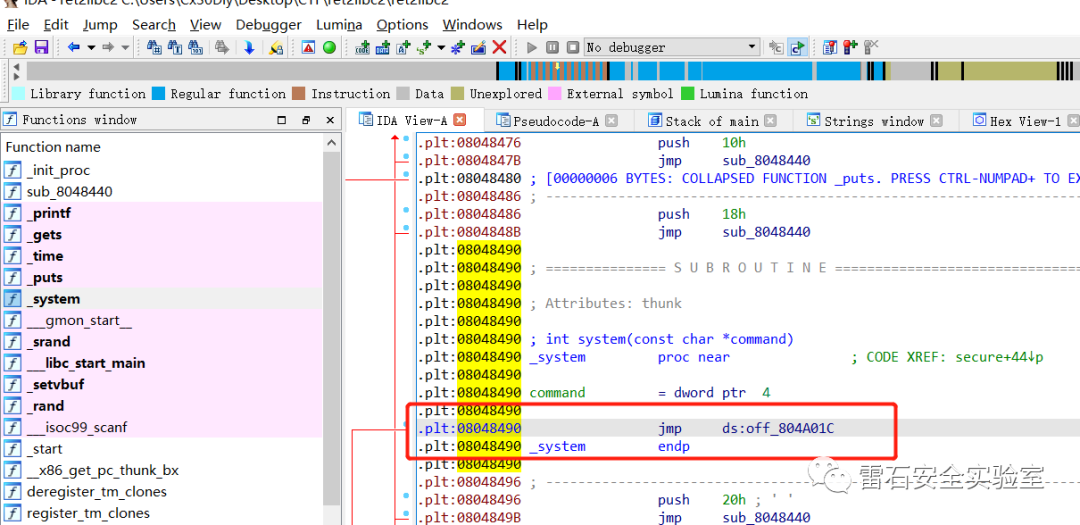 IDA - ret2libc2 C:\Users\Cx330Diy\Desktop\CTF\ret2libc2\ret2libc2
File Edit Jump Search View Debugger Lumina Options Windows Help
No debugger
Library function Regular function Instruction Data Unexplored External symbol Lumina function
Functions window
IDA View-A Pseudocode-A Stack of main Strings window Hex View-1
Function name
_init_proc
sub_8048440
_printf
_gets
_time
_puts
_system
___gmon_start__
_srand
___libc_start_main
_setvbuf
_rand
___isoc99_scanf
_start
__x86_get_pc_thunk_bx
deregister_tm_clones
register_tm_clones
.plt:08048476 push 10h
.plt:0804847B jmp sub_8048440
.plt:08048480 ; [00000006 BYTES: COLLAPSED FUNCTION _puts. PRESS CTRL-NUMPAD+ TO EX
.plt:08048486 ; ---------------------------------------------------------------------------
.plt:08048486 push 18h
.plt:0804848B jmp sub_8048440
.plt:08048490
.plt:08048490 ; =============== S U B R O U T I N E =======================================
.plt:08048490
.plt:08048490 ; Attributes: thunk
.plt:08048490
.plt:08048490 ; int system(const char *command)
.plt:08048490 _system proc near ; CODE XREF: secure+44↓p
.plt:08048490
.plt:08048490 command = dword ptr 4
.plt:08048490
.plt:08048490 jmp ds:off_804A01C
.plt:08048490 _system endp
.plt:08048490
.plt:08048496 ; ---------------------------------------------------------------------------
.plt:08048496 push 20h ; ' '
.plt:0804849B jmp sub_8048440
雷石安全实验室